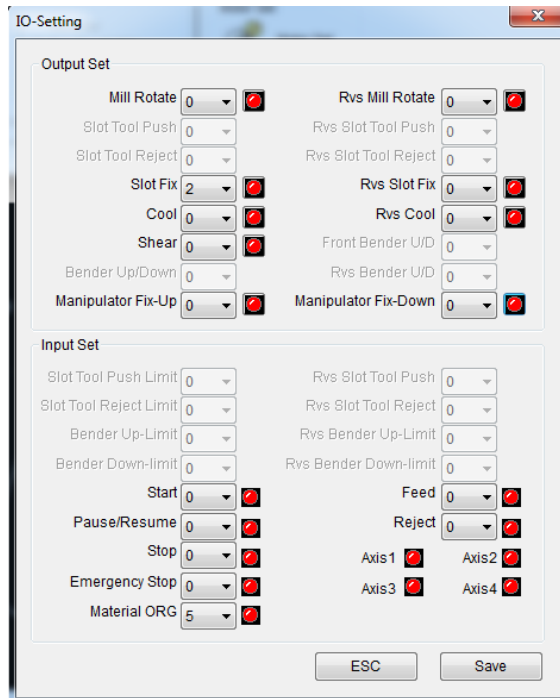 IO-Setting
Output Set
Mill Rotate 0 Rvs Mill Rotate 0
Slot Tool Push 0 Rvs Slot Tool Push 0
Slot Tool Reject 0 Rvs Slot Tool Reject 0
Slot Fix 2 Rvs Slot Fix 0
Cool 0 Rvs Cool 0
Shear 0 Front Bender U/D 0
Bender Up/Down 0 Rvs Bender U/D 0
Manipulator Fix-Up 0 Manipulator Fix-Down 0
Input Set
Slot Tool Push Limit 0 Rvs Slot Tool Push 0
Slot Tool Reject Limit 0 Rvs Slot Tool Reject 0
Bender Up-Limit 0 Rvs Bender Up-Limit 0
Bender Down-limit 0 Rvs Bender Down-limit 0
Start 0 Feed 0
Pause/Resume 0 Reject 0
Stop 0 Axis1 Axis2
Emergency Stop 0 Axis3 Axis4
Material ORG 5
ESC Save